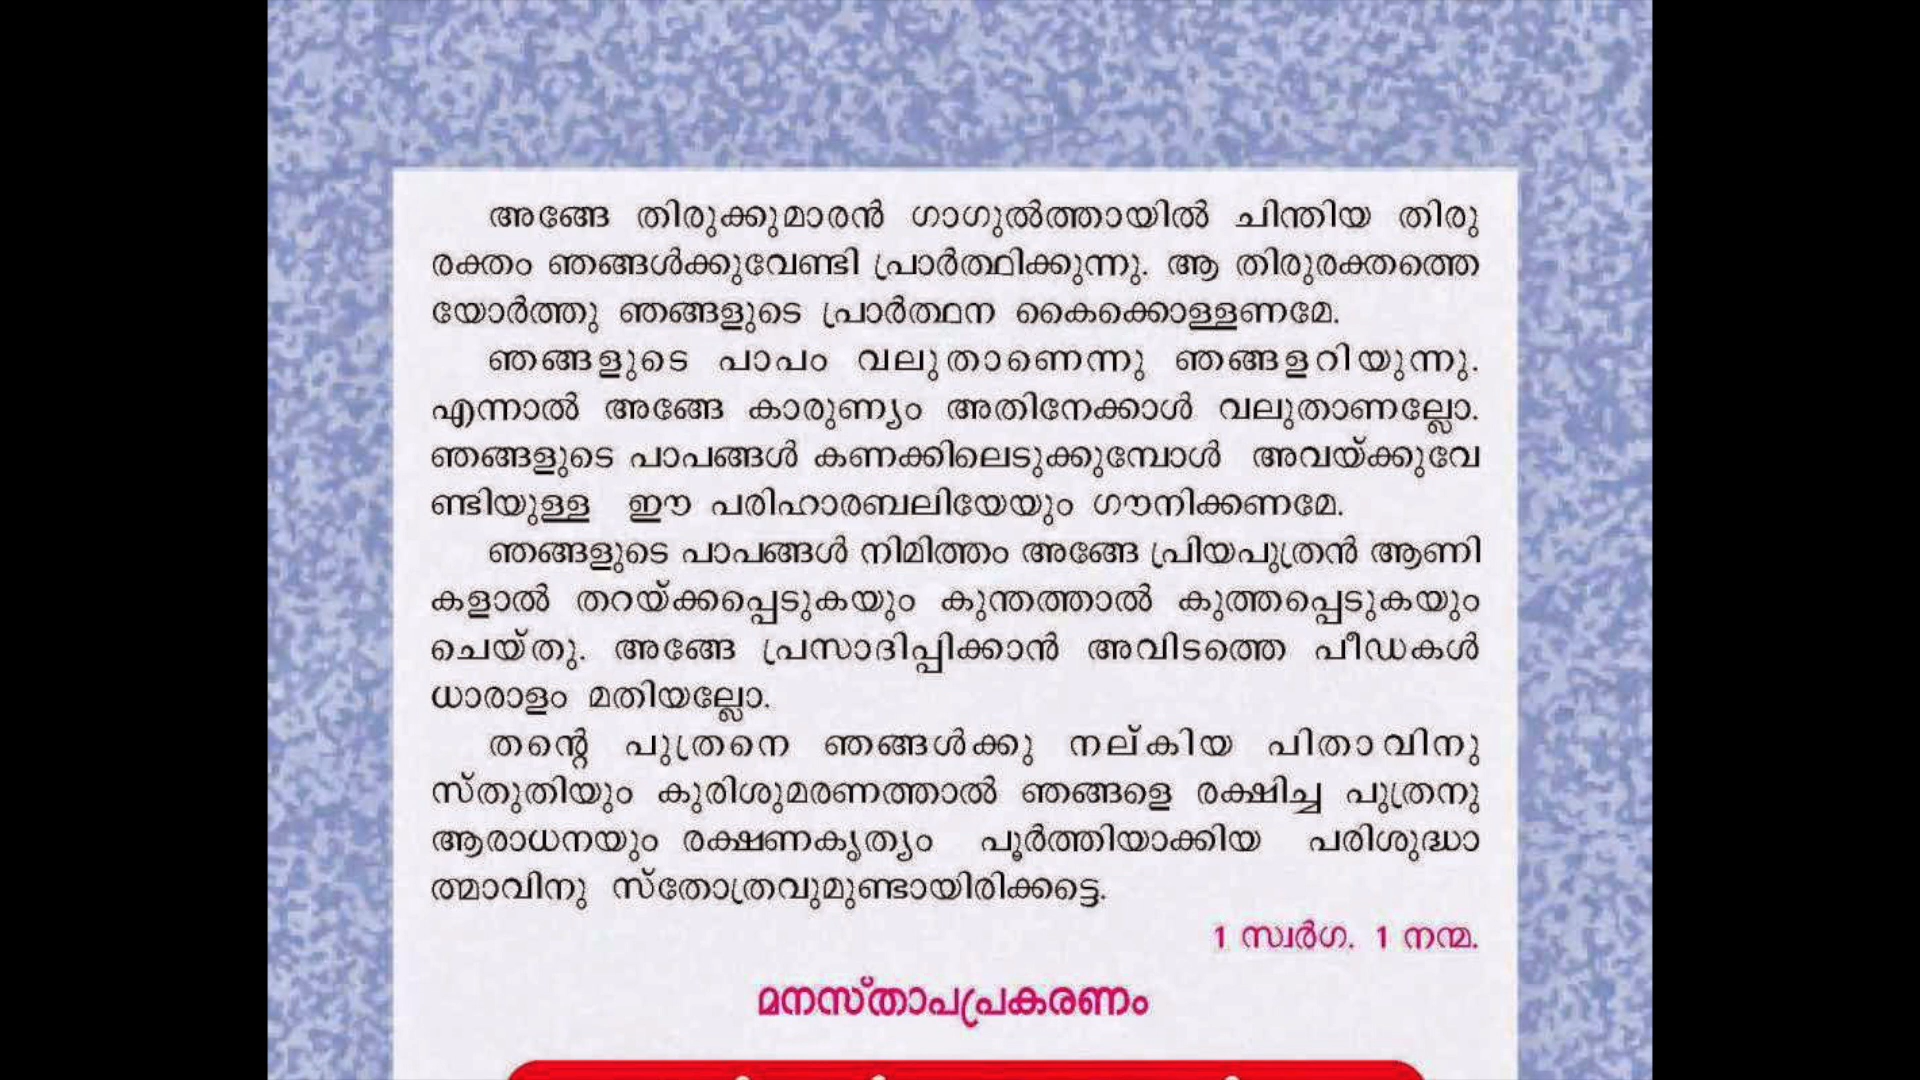 അങ്ങേ തിരുക്കുമാരൻ ഗാഗുൽത്തായിൽ ചിന്തിയ തിരു
രക്തം ഞങ്ങൾക്കുവേണ്ടി പ്രാർത്ഥിക്കുന്നു. ആ തിരുരക്തത്തെ
യോർത്തു ഞങ്ങളുടെ പ്രാർത്ഥന കൈക്കൊള്ളണമേ.
ഞങ്ങളുടെ പാപം വലുതാണെന്നു ഞങ്ങളറിയുന്നു.
എന്നാൽ അങ്ങേ കാരുണ്യം അതിനേക്കാൾ വലുതാണല്ലോ.
ഞങ്ങളുടെ പാപങ്ങൾ കണക്കിലെടുക്കുമ്പോൾ അവയ്ക്കുവേ
ണ്ടിയുള്ള ഈ പരിഹാരബലിയേയും ഗൗനിക്കണമേ.
ഞങ്ങളുടെ പാപങ്ങൾ നിമിത്തം അങ്ങേ പ്രിയപുത്രൻ ആണി
കളാൽ തറയ്ക്കപ്പെടുകയും കുന്തത്താൽ കുത്തപ്പെടുകയും
ചെയ്തു. അങ്ങേ പ്രസാദിപ്പിക്കാൻ അവിടത്തെ പീഡകൾ
ധാരാളം മതിയല്ലോ.
തന്റെ പുത്രനെ ഞങ്ങൾക്കു നല്കിയ പിതാവിനു
സ്തുതിയും കുരിശുമരണത്താൽ ഞങ്ങളെ രക്ഷിച്ച പുത്രനു
ആരാധനയും രക്ഷണകൃത്യം പൂർത്തിയാക്കിയ പരിശുദ്ധാ
ത്മാവിനു സ്തോത്രവുമുണ്ടായിരിക്കട്ടെ.
1 സ്വർഗ. 1 നന്മ.
മനസ്താപപ്രകരണം